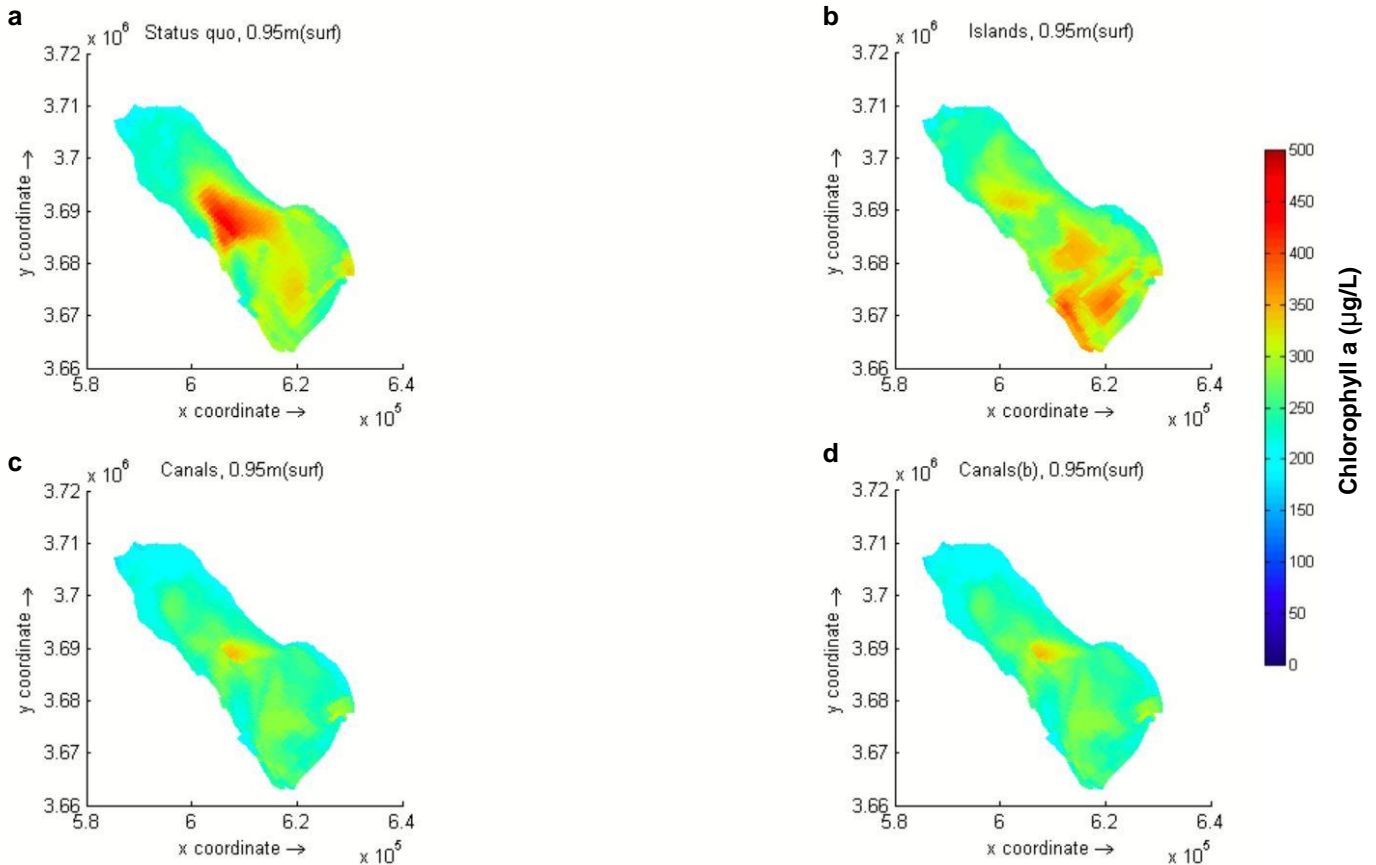 a
x 10^6 Status quo, 0.95m(surf)
3.72
3.71
3.7
3.69
3.68
3.67
3.66
y coordinate →
5.8 6 6.2 6.4
x coordinate →
x 10^5
b
x 10^6 Islands, 0.95m(surf)
3.72
3.71
3.7
3.69
3.68
3.67
3.66
y coordinate →
5.8 6 6.2 6.4
x coordinate →
x 10^5
c
x 10^6 Canals, 0.95m(surf)
3.72
3.71
3.7
3.69
3.68
3.67
3.66
y coordinate →
5.8 6 6.2 6.4
x coordinate →
x 10^5
d
x 10^6 Canals(b), 0.95m(surf)
3.72
3.71
3.7
3.69
3.68
3.67
3.66
y coordinate →
5.8 6 6.2 6.4
x coordinate →
x 10^5
500
450
400
350
300
250
200
150
100
50
0
Chlorophyll a (µg/L)